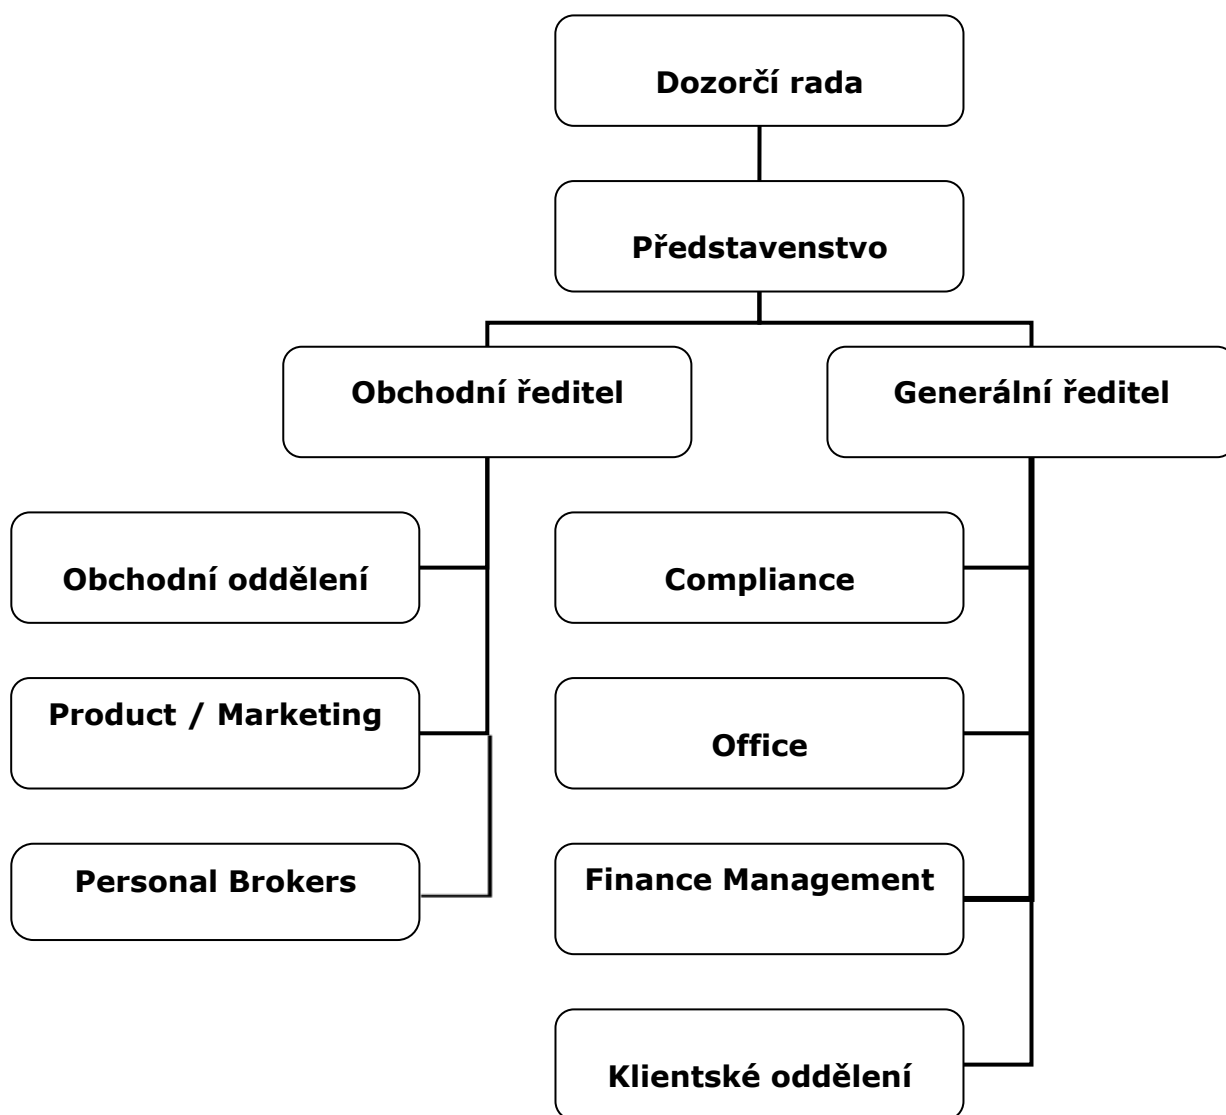 Dozorčí rada
Představenstvo
Obchodní ředitel
Generální ředitel
Obchodní oddělení
Compliance
Product / Marketing
Office
Personal Brokers
Finance Management
Klientské oddělení